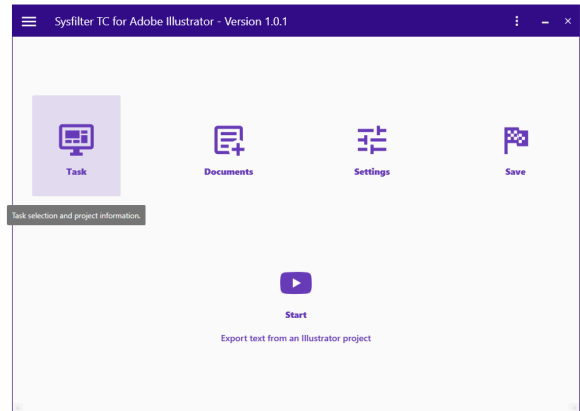 Sysfilter TC for Adobe Illustrator - Version 1.0.1
Task
Documents
Settings
Save
Task selection and project information.
Start
Export text from an Illustrator project